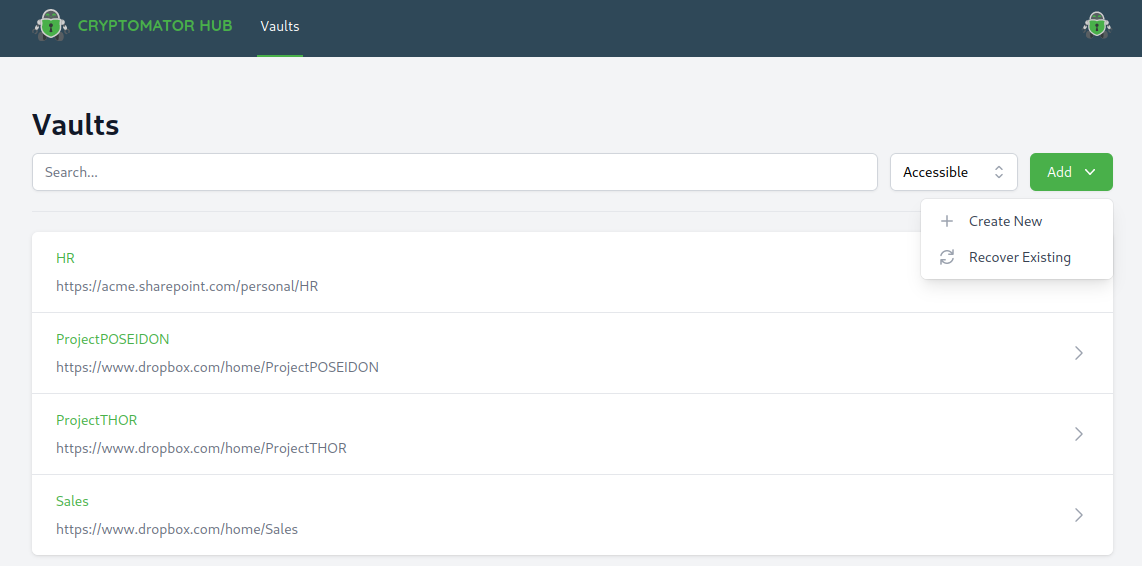 CRYPTOMATOR HUB Vaults
Vaults
Search... Accessible Add
Create New
Recover Existing
HR
https://acme.sharepoint.com/personal/HR
ProjectPOSEIDON
https://www.dropbox.com/home/ProjectPOSEIDON
ProjectTHOR
https://www.dropbox.com/home/ProjectTHOR
Sales
https://www.dropbox.com/home/Sales